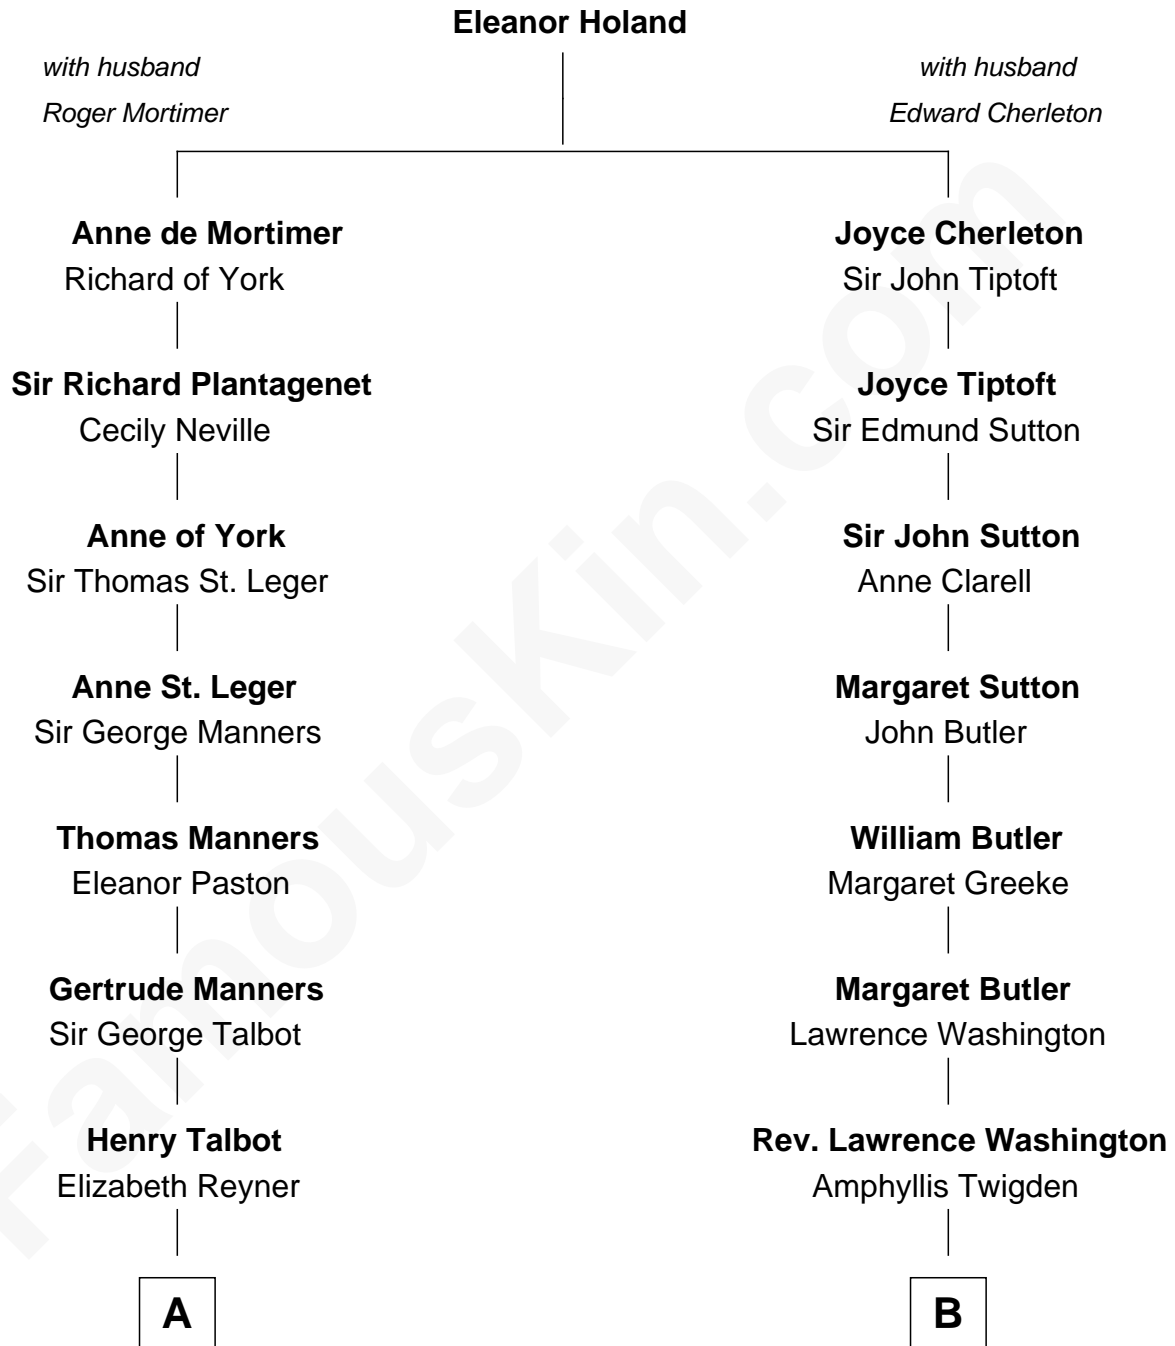 Eleanor Holand
with husband
Roger Mortimer
with husband
Edward Cherleton
Anne de Mortimer
Richard of York
Joyce Cherleton
Sir John Tiptoft
Sir Richard Plantagenet
Cecily Neville
Joyce Tiptoft
Sir Edmund Sutton
Anne of York
Sir Thomas St. Leger
Sir John Sutton
Anne Clarell
Anne St. Leger
Sir George Manners
Margaret Sutton
John Butler
Thomas Manners
Eleanor Paston
William Butler
Margaret Greeke
Gertrude Manners
Sir George Talbot
Margaret Butler
Lawrence Washington
Henry Talbot
Elizabeth Reyner
Rev. Lawrence Washington
Amphyllis Twigden
A
B
FamousKin.com